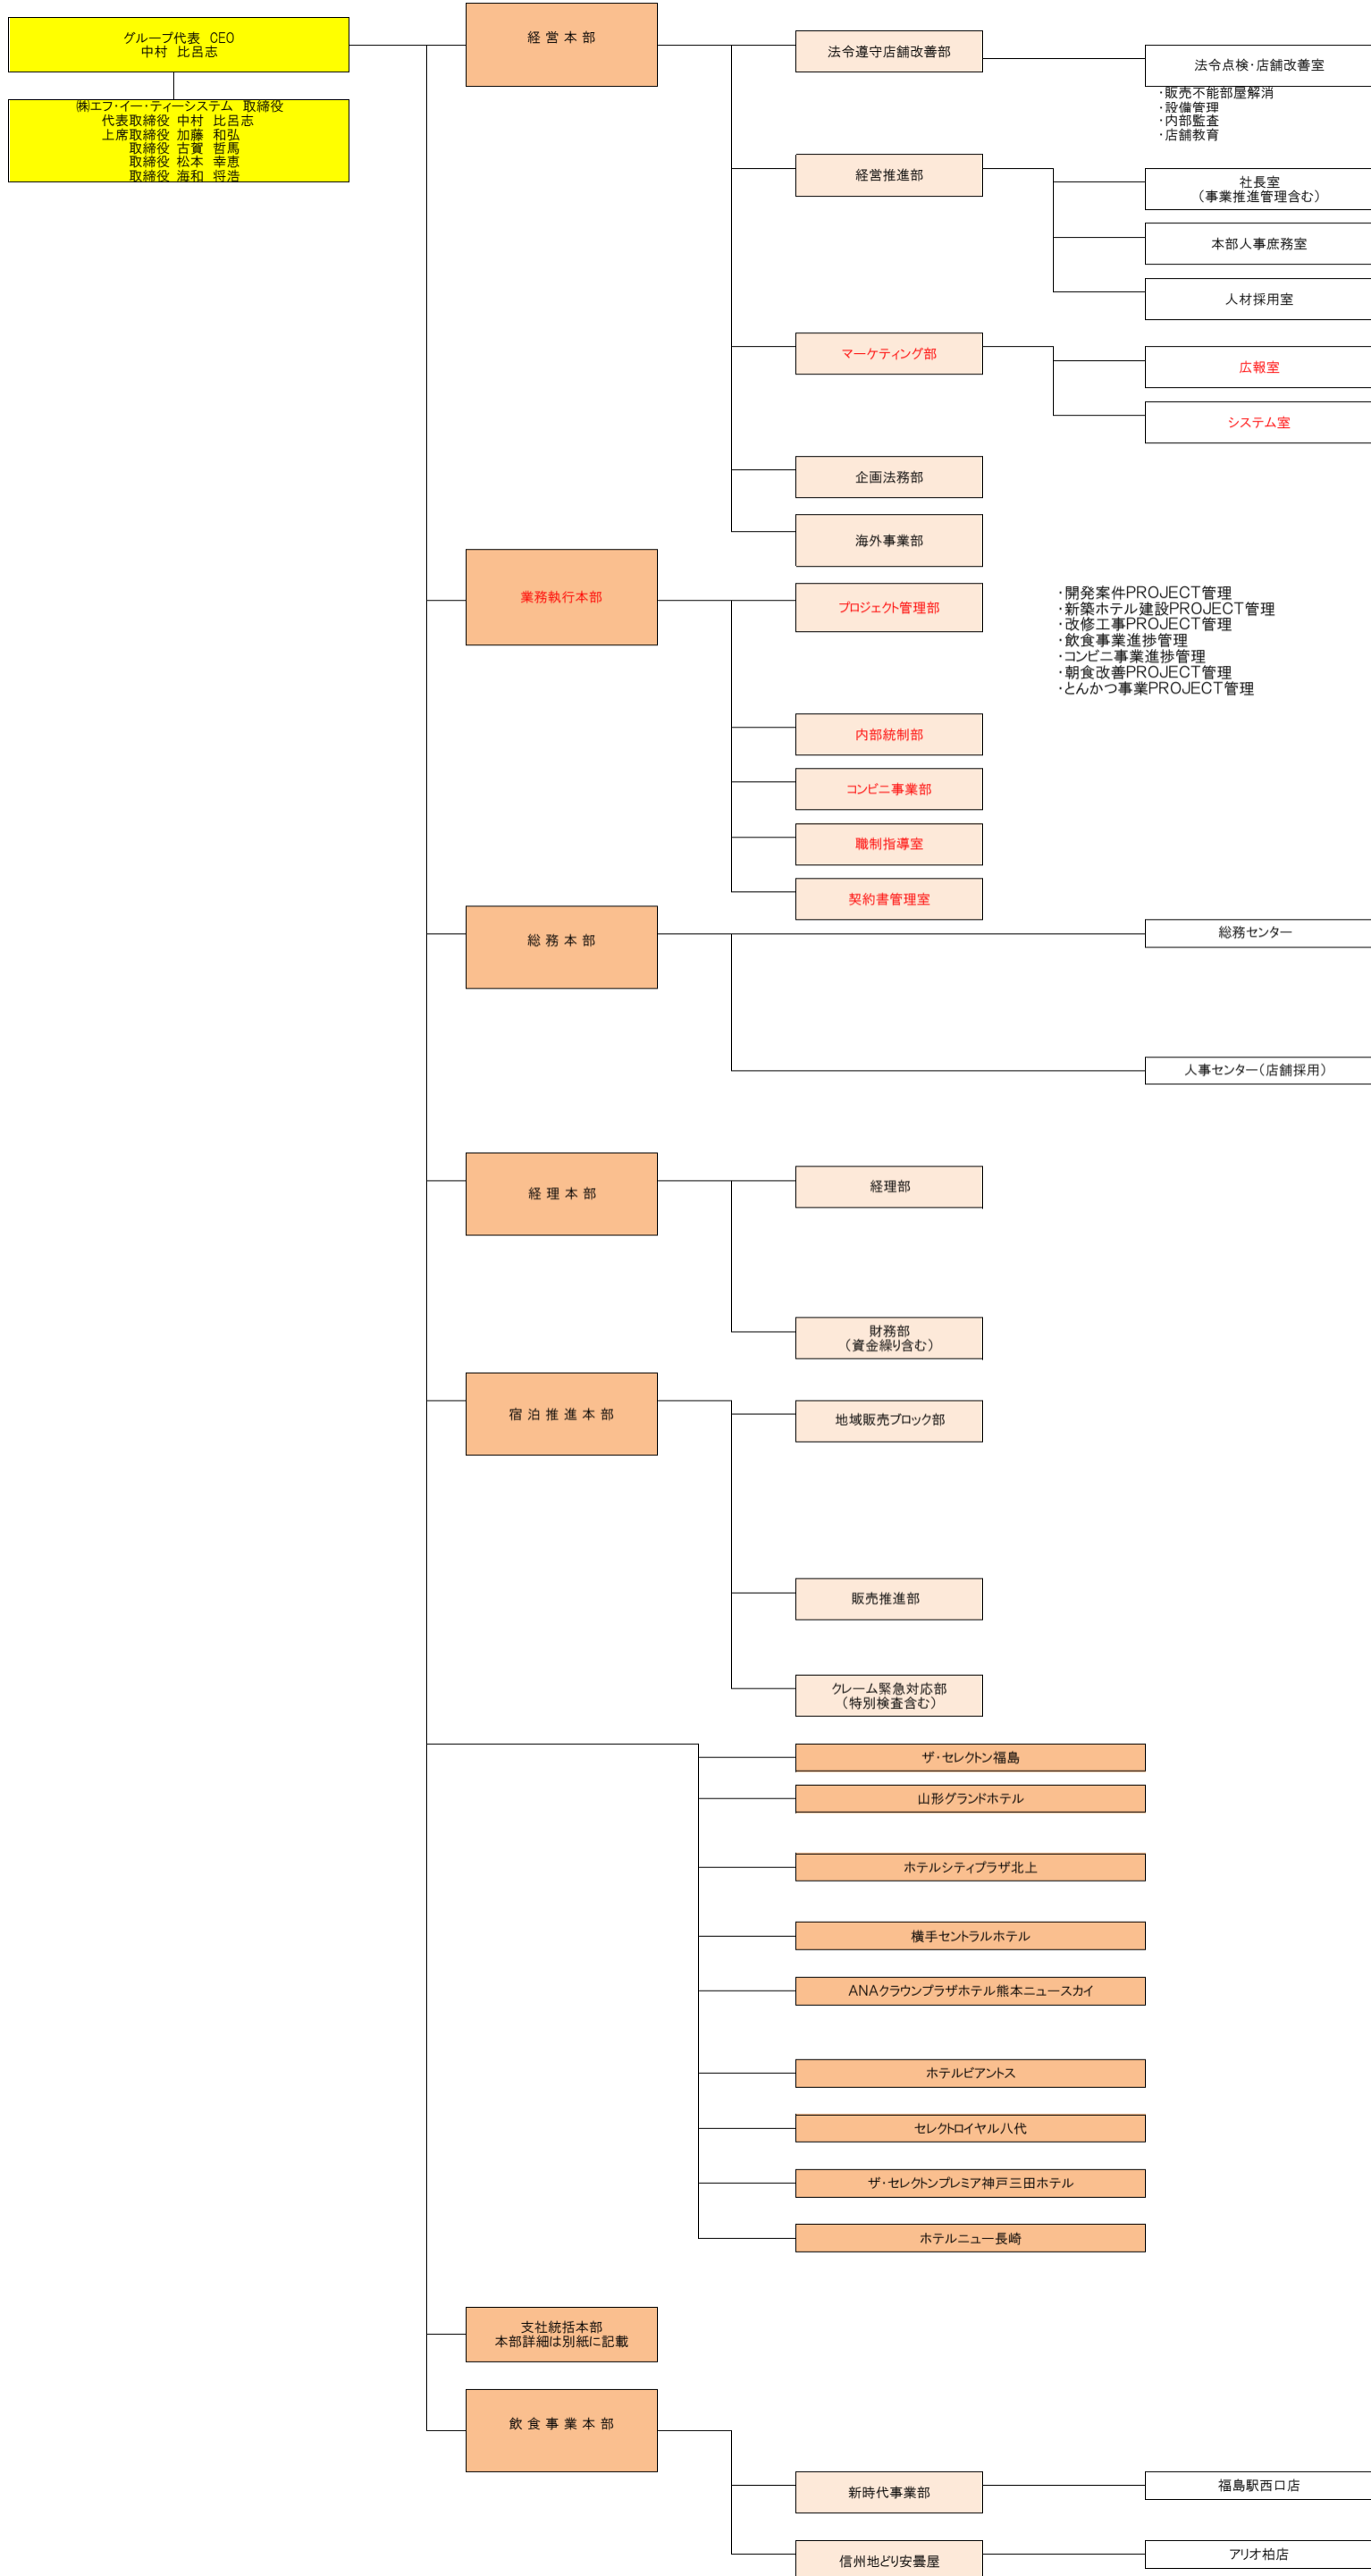 グループ代表 CEO
中村 比呂志
㈱エフ・イー・ティーシステム 取締役
代表取締役 中村 比呂志
上席取締役 加藤 和弘
取締役 古賀 哲馬
取締役 松本 幸恵
取締役 海和 将浩
経 営 本 部
法令遵守店舗改善部
法令点検・店舗改善室
・販売不能部屋解消
・設備管理
・内部監査
・店舗教育
経営推進部
社長室
（事業推進管理含む）
本部人事庶務室
人材採用室
マーケティング部
広報室
システム室
企画法務部
海外事業部
業務執行本部
プロジェクト管理部
・開発案件PROJECT管理
・新築ホテル建設PROJECT管理
・改修工事PROJECT管理
・飲食事業進捗管理
・コンビニ事業進捗管理
・朝食改善PROJECT管理
・とんかつ事業PROJECT管理
内部統制部
コンビニ事業部
職制指導室
契約書管理室
総 務 本 部
総務センター
人事センター（店舗採用）
経 理 本 部
経理部
財務部
（資金繰り含む）
宿 泊 推 進 本 部
地域販売ブロック部
販売推進部
クレーム緊急対応部
（特別検査含む）
ザ・セレクトン福島
山形グランドホテル
ホテルシティプラザ北上
横手セントラルホテル
ANAクラウンプラザホテル熊本ニュースカイ
ホテルビアントス
セレクトロイヤル八代
ザ・セレクトンプレミア神戸三田ホテル
ホテルニュー長崎
支社統括本部
本部詳細は別紙に記載
飲 食 事 業 本 部
新時代事業部
福島駅西口店
信州地どり安曇屋
アリオ柏店